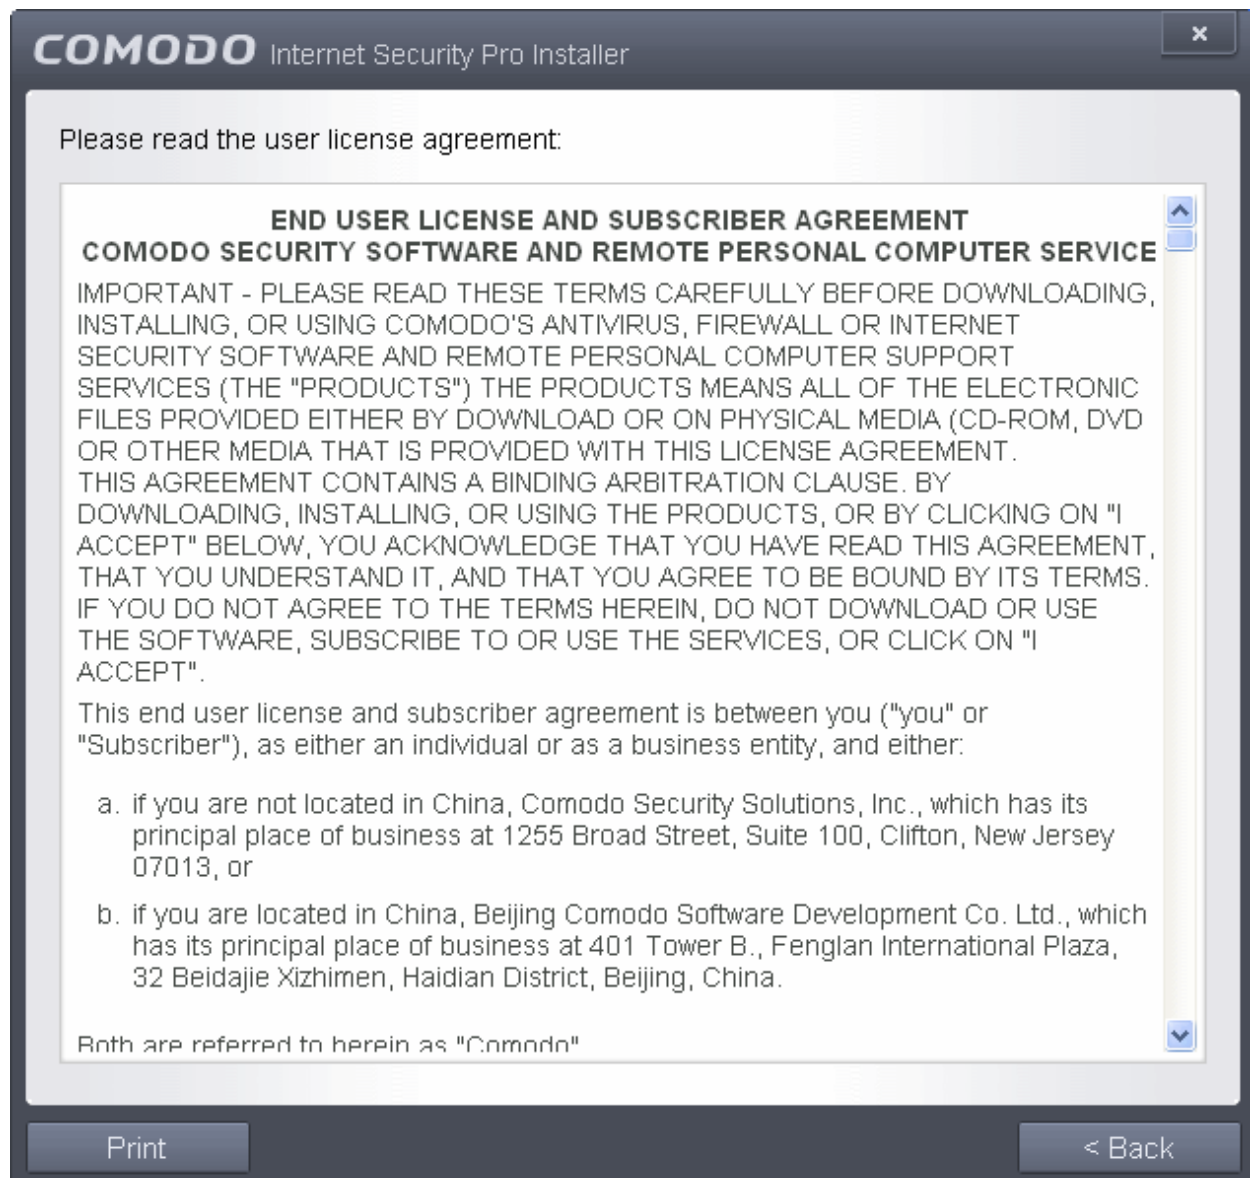 COMODO Internet Security Pro Installer
x
Please read the user license agreement:
END USER LICENSE AND SUBSCRIBER AGREEMENT
COMODO SECURITY SOFTWARE AND REMOTE PERSONAL COMPUTER SERVICE
IMPORTANT - PLEASE READ THESE TERMS CAREFULLY BEFORE DOWNLOADING,
INSTALLING, OR USING COMODO'S ANTIVIRUS, FIREWALL OR INTERNET
SECURITY SOFTWARE AND REMOTE PERSONAL COMPUTER SUPPORT
SERVICES (THE "PRODUCTS") THE PRODUCTS MEANS ALL OF THE ELECTRONIC
FILES PROVIDED EITHER BY DOWNLOAD OR ON PHYSICAL MEDIA (CD-ROM, DVD
OR OTHER MEDIA THAT IS PROVIDED WITH THIS LICENSE AGREEMENT.
THIS AGREEMENT CONTAINS A BINDING ARBITRATION CLAUSE. BY
DOWNLOADING, INSTALLING, OR USING THE PRODUCTS, OR BY CLICKING ON "I
ACCEPT" BELOW, YOU ACKNOWLEDGE THAT YOU HAVE READ THIS AGREEMENT,
THAT YOU UNDERSTAND IT, AND THAT YOU AGREE TO BE BOUND BY ITS TERMS.
IF YOU DO NOT AGREE TO THE TERMS HEREIN, DO NOT DOWNLOAD OR USE
THE SOFTWARE, SUBSCRIBE TO OR USE THE SERVICES, OR CLICK ON "I
ACCEPT".
This end user license and subscriber agreement is between you ("you" or
"Subscriber"), as either an individual or as a business entity, and either:
a. if you are not located in China, Comodo Security Solutions, Inc., which has its
principal place of business at 1255 Broad Street, Suite 100, Clifton, New Jersey
07013, or
b. if you are located in China, Beijing Comodo Software Development Co. Ltd., which
has its principal place of business at 401 Tower B., Fenglan International Plaza,
32 Beidajie Xizhimen, Haidian District, Beijing, China.
Both are referred to herein as "Comodo"
Print
< Back